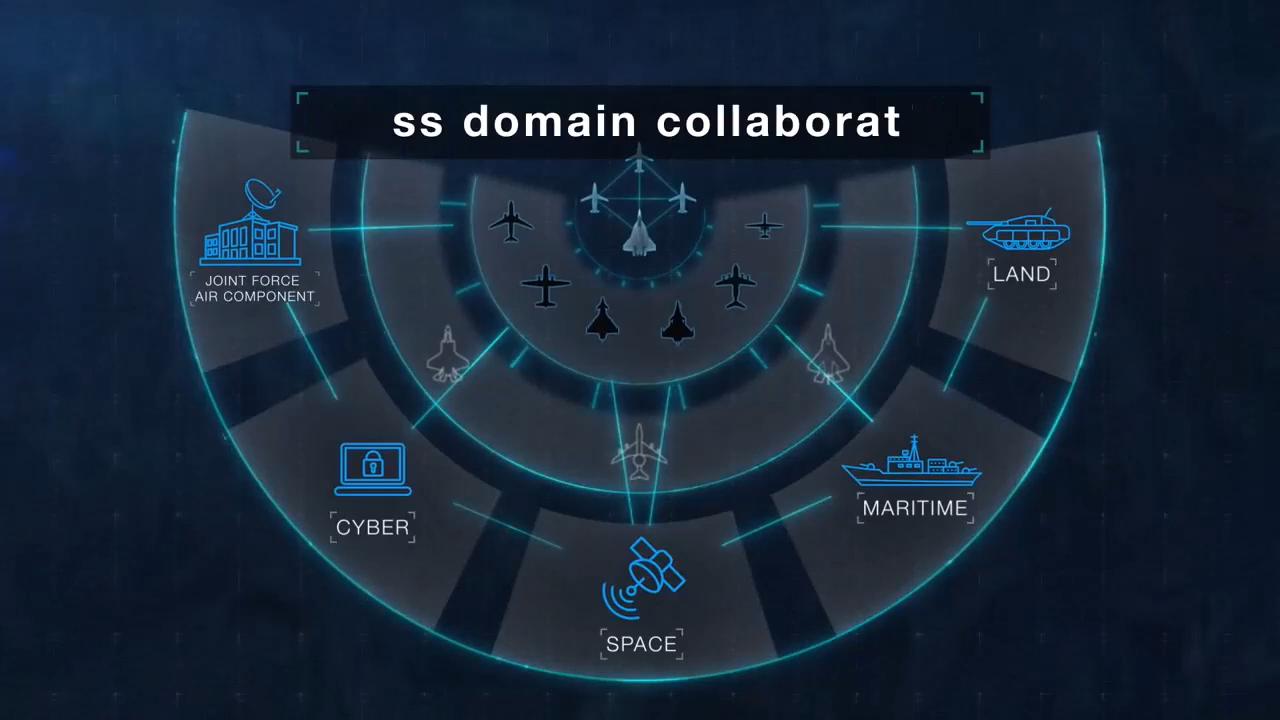 ss domain collaborat
JOINT FORCE
AIR COMPONENT
LAND
CYBER
MARITIME
SPACE